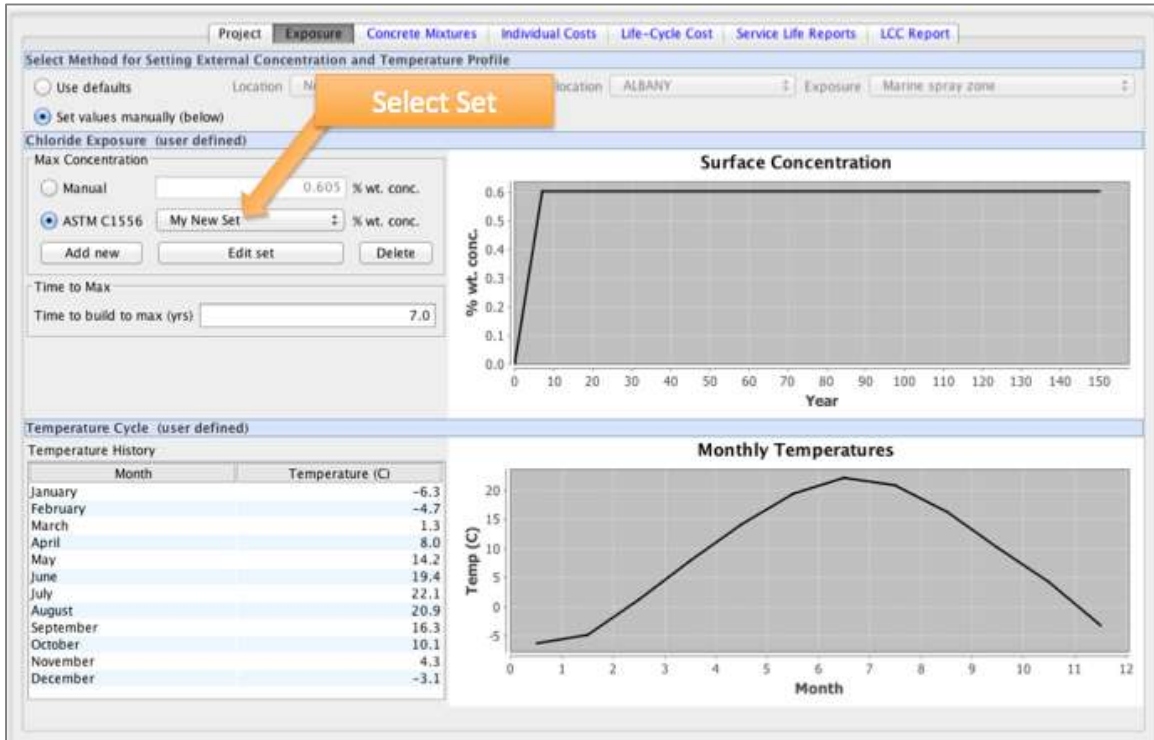 Project Exposure Concrete Mixtures Individual Costs Life-Cycle Cost Service Life Reports LCC Report
Select Method for Setting External Concentration and Temperature Profile
Use defaults Location N location ALBANY Exposure Marine spray zone
Select Set
Set values manually (below)
Chloride Exposure (user defined)
Max Concentration
Manual 0.605 % wt. conc.
ASTM C1556 My New Set % wt. conc.
Add new Edit set Delete
Time to Max
Time to build to max (yrs) 7.0
Surface Concentration
% wt. conc.
0.6
0.5
0.4
0.3
0.2
0.1
0.0
0 10 20 30 40 50 60 70 80 90 100 110 120 130 140 150
Year
Temperature Cycle (user defined)
Temperature History
Month Temperature (C)
January -6.3
February -4.7
March 1.3
April 8.0
May 14.2
June 19.4
July 22.1
August 20.9
September 16.3
October 10.1
November 4.3
December -3.1
Monthly Temperatures
Temp (C)
20
15
10
5
0
-5
0 1 2 3 4 5 6 7 8 9 10 11 12
Month